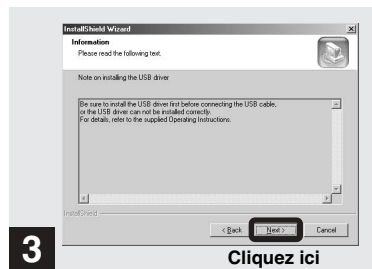 InstallShield Wizard
Information
Please read the following text.
Note on installing the USB driver
Be sure to install the USB driver first before connecting the USB cable,
or the USB driver can not be installed correctly.
For details, refer to the supplied Operating Instructions.
InstallShield
< Back Next > Cancel
3
Cliquez ici